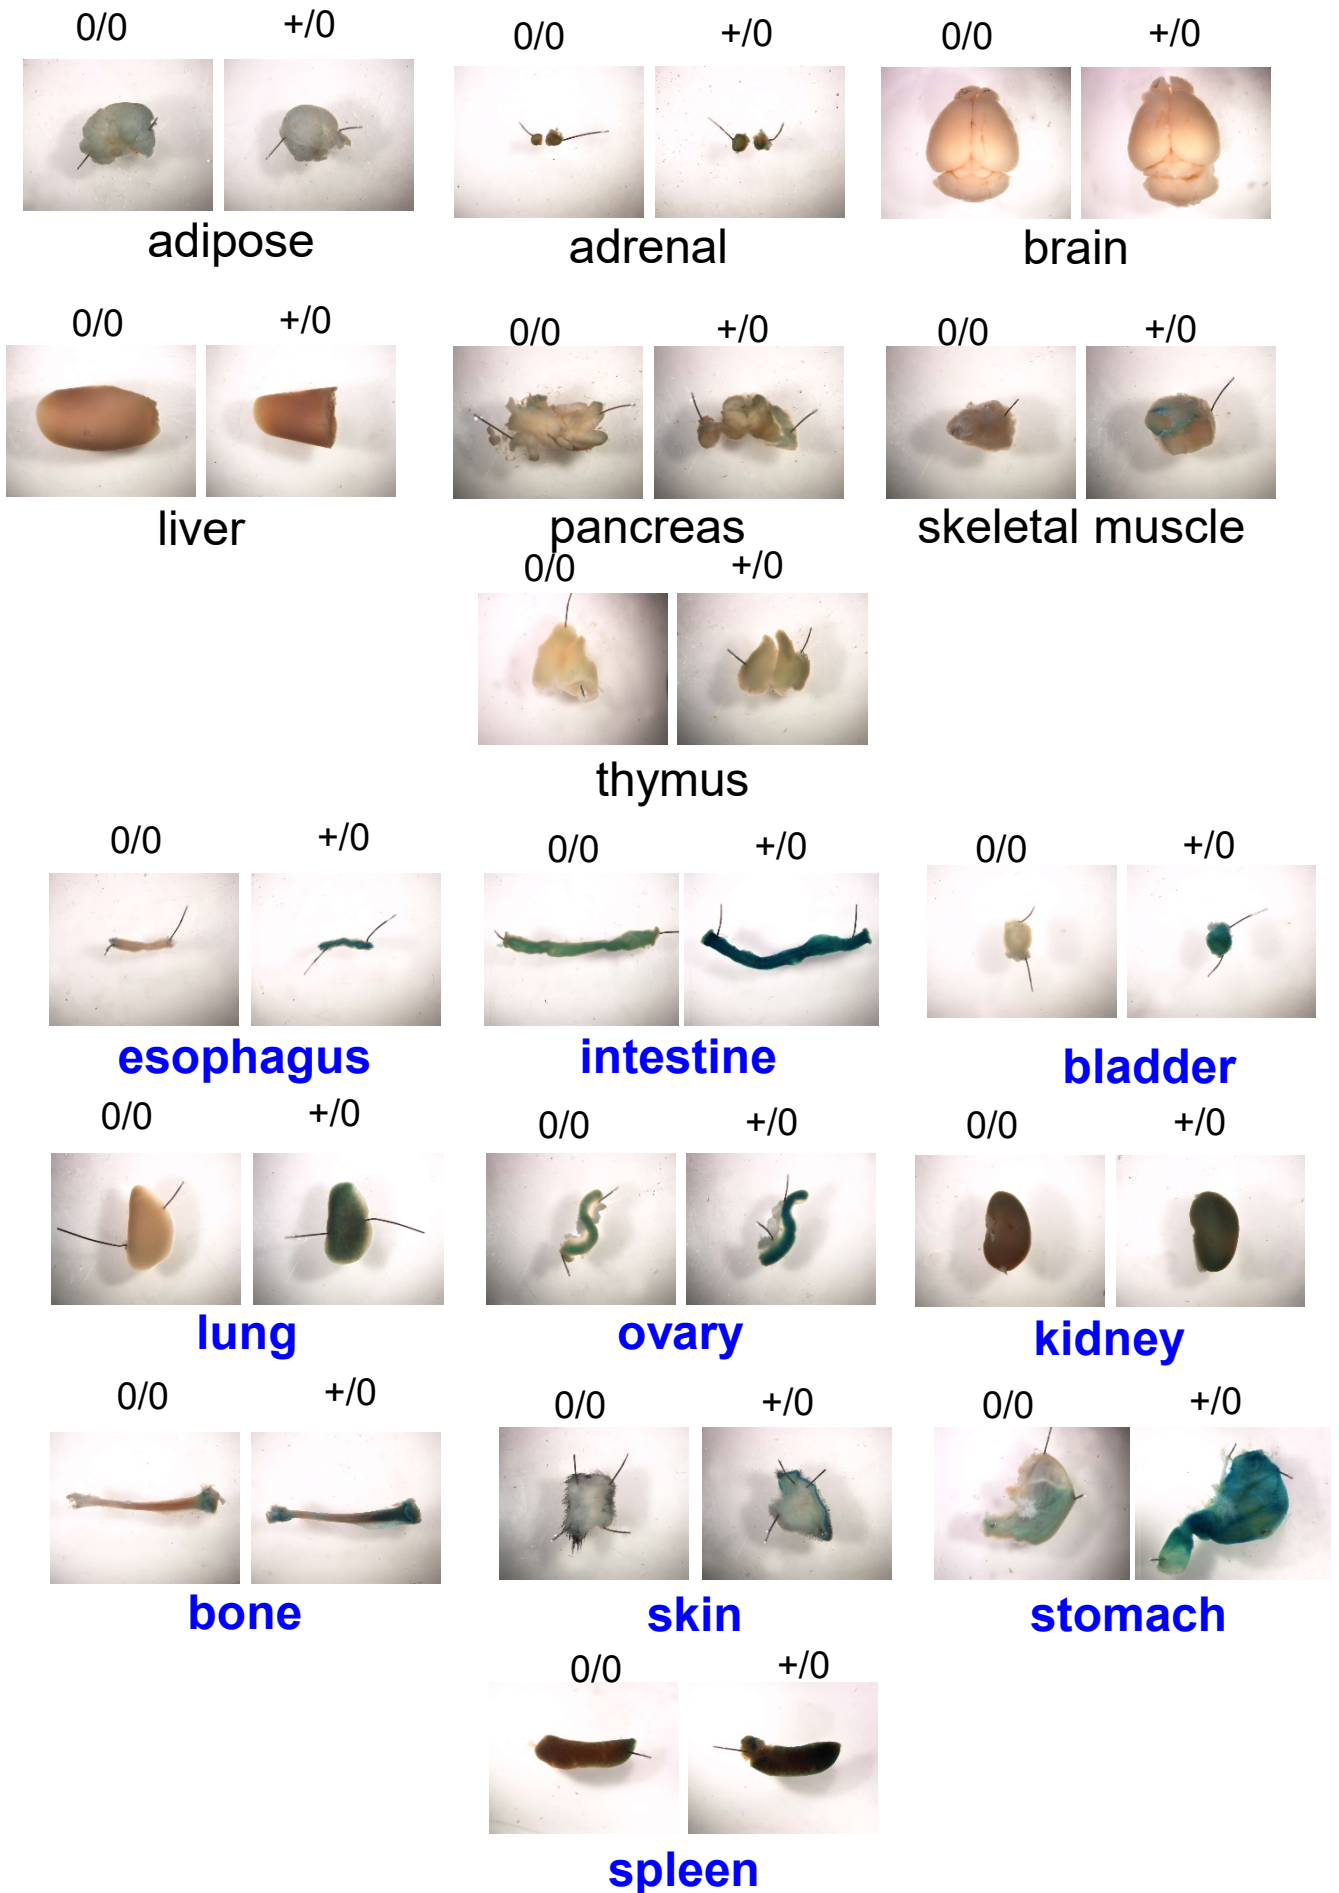 0/0 +/0 0/0 +/0 0/0 +/0
adipose adrenal brain
0/0 +/0 0/0 +/0 0/0 +/0
liver pancreas skeletal muscle
0/0 +/0
thymus
0/0 +/0 0/0 +/0 0/0 +/0
esophagus intestine bladder
0/0 +/0 0/0 +/0 0/0 +/0
lung ovary kidney
0/0 +/0 0/0 +/0 0/0 +/0
bone skin stomach
0/0 +/0
spleen